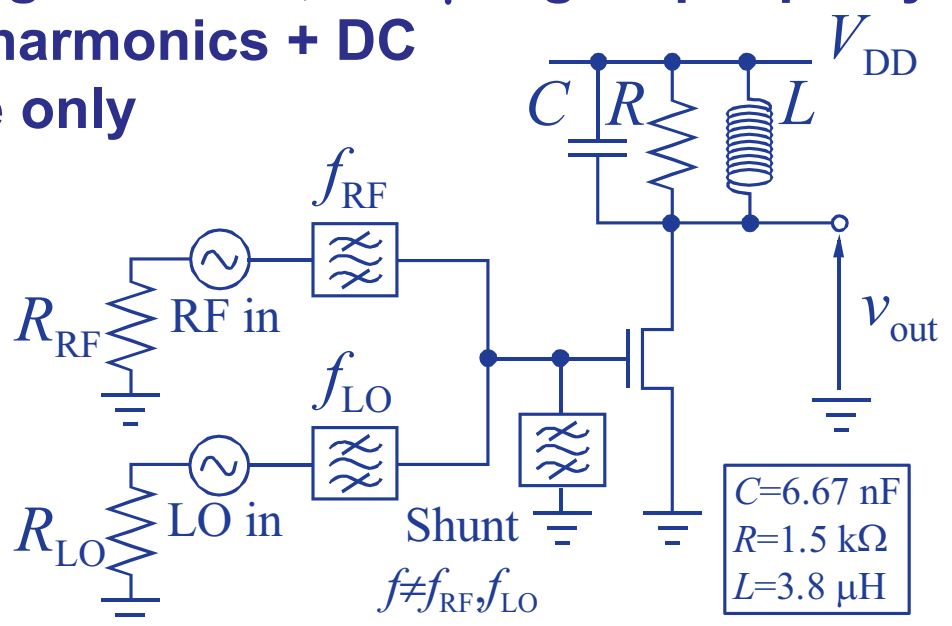 harmonics + DC
only
V_DD
C R L
f_RF
R_RF RF in
v_out
f_LO
R_LO LO in
Shunt
f≠f_RF,f_LO
C=6.67 nF
R=1.5 kΩ
L=3.8 μH